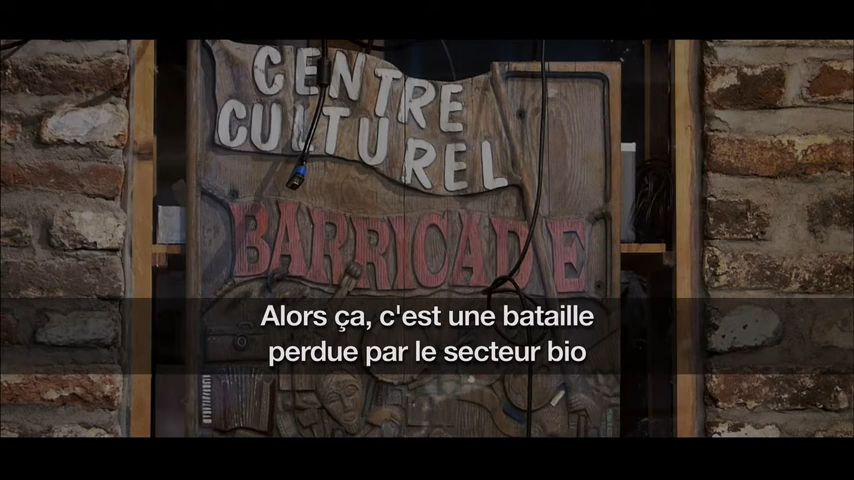 CENTRE
CULTUREL
BARRICADE
Alors ça, c'est une bataille
perdue par le secteur bio